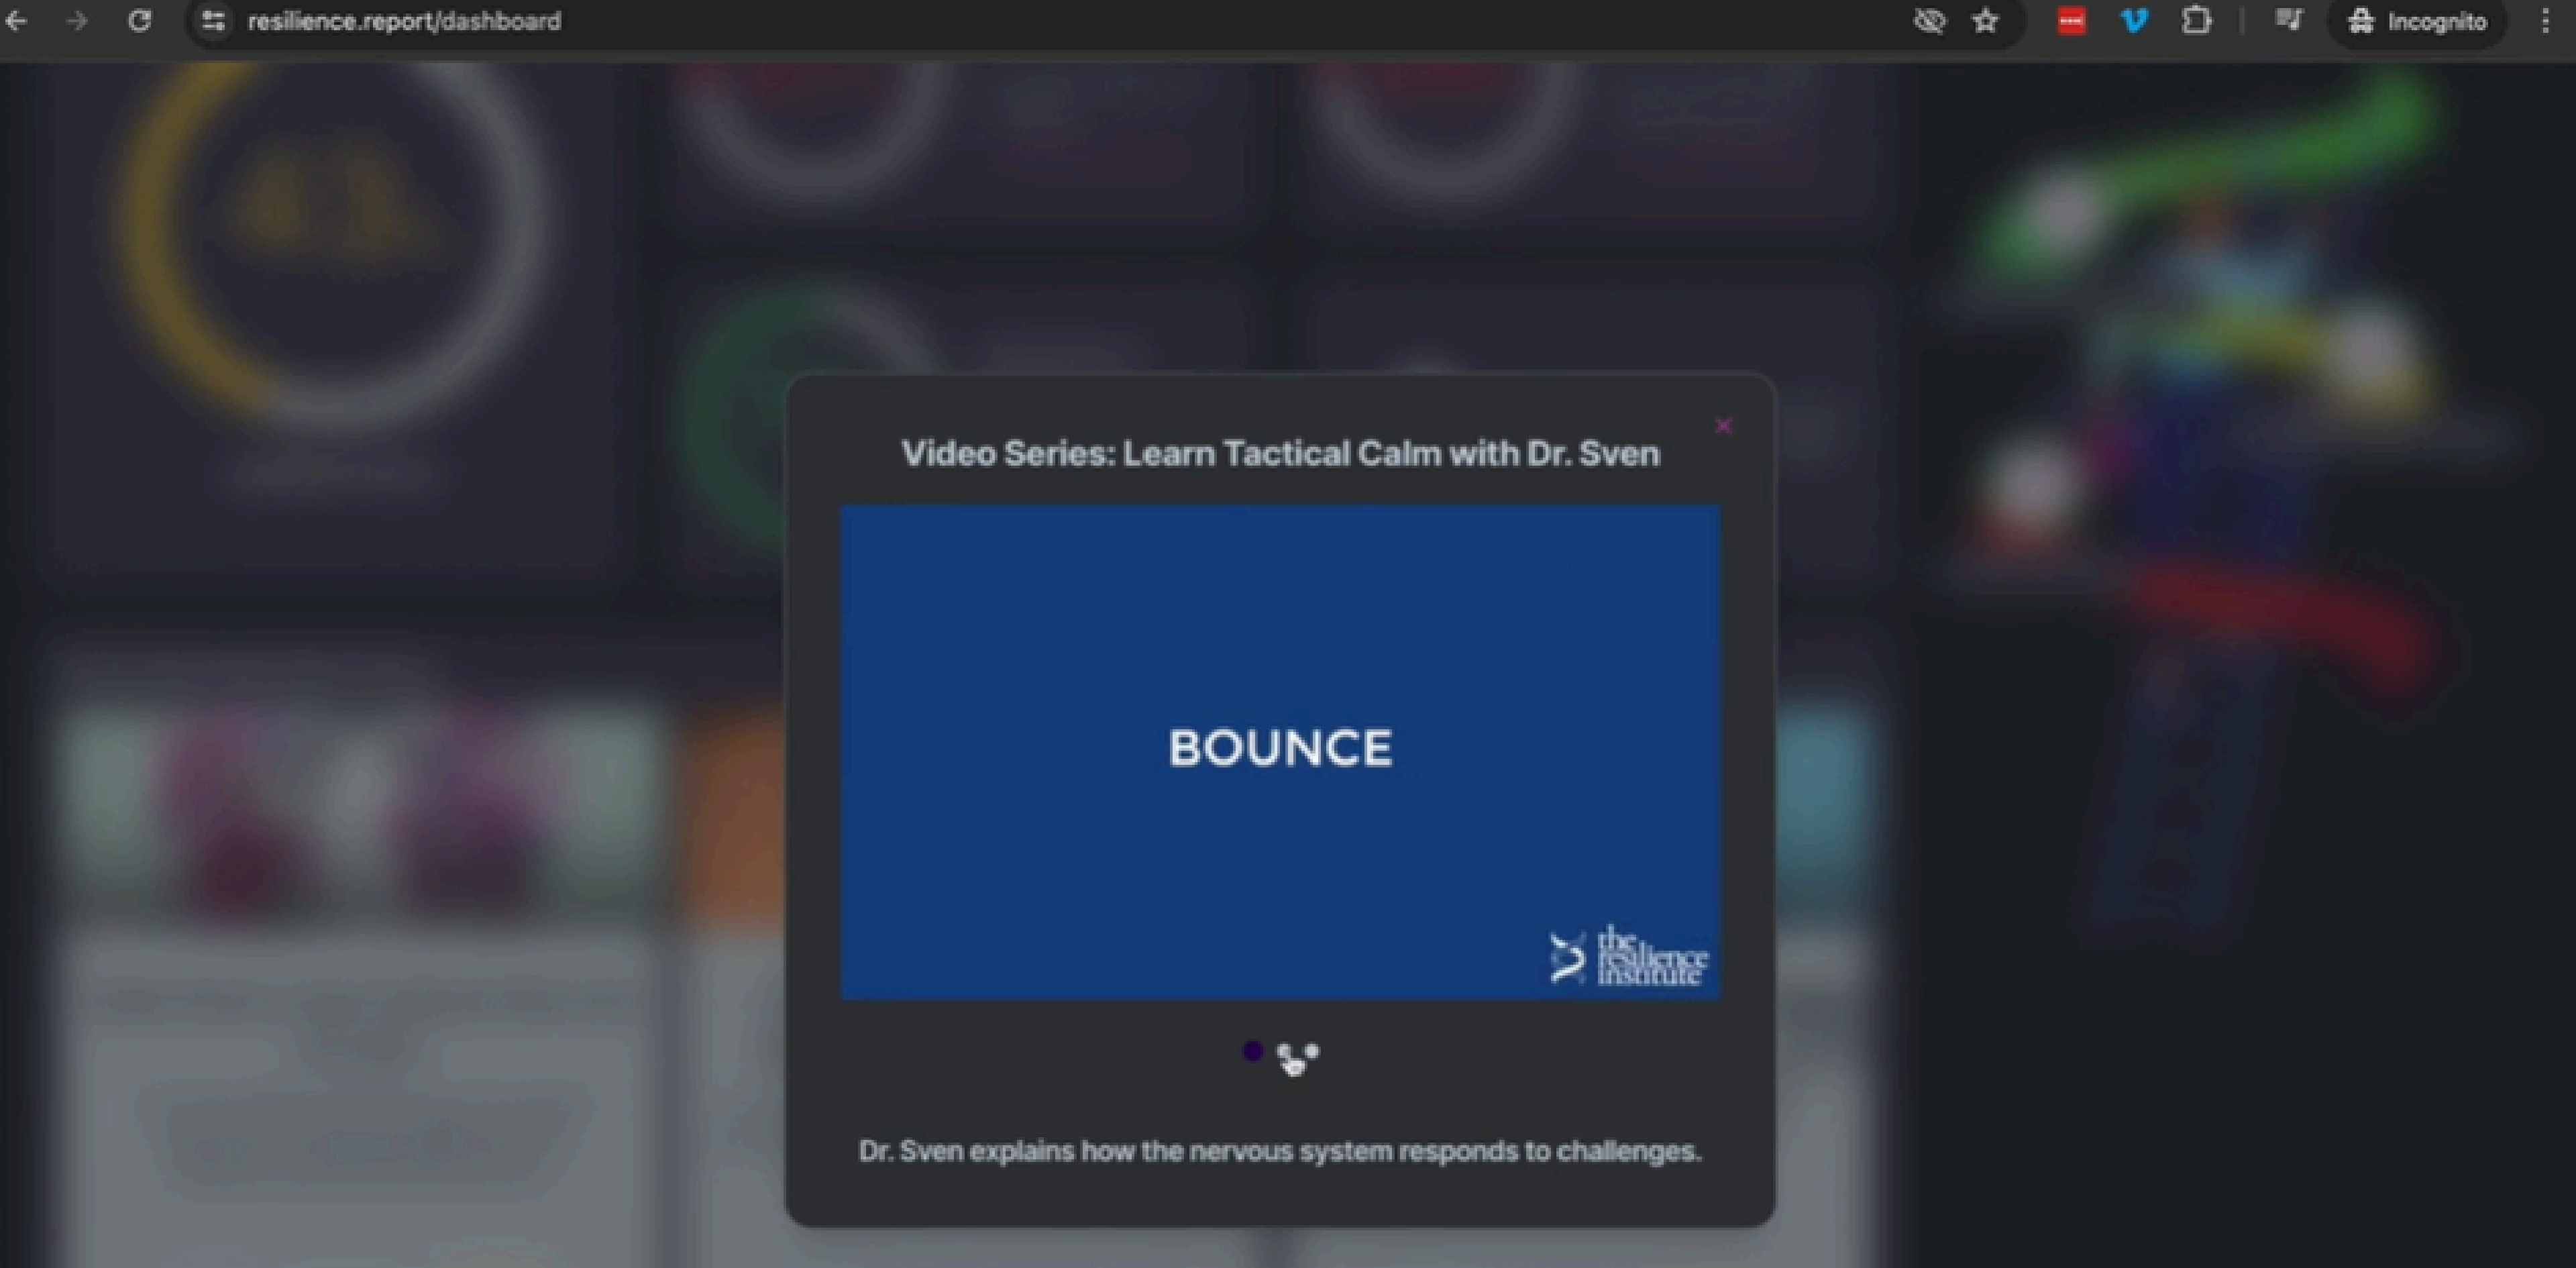 resilience.report/dashboard
Incognito
Video Series: Learn Tactical Calm with Dr. Sven
BOUNCE
the
resilience
institute
Dr. Sven explains how the nervous system responds to challenges.